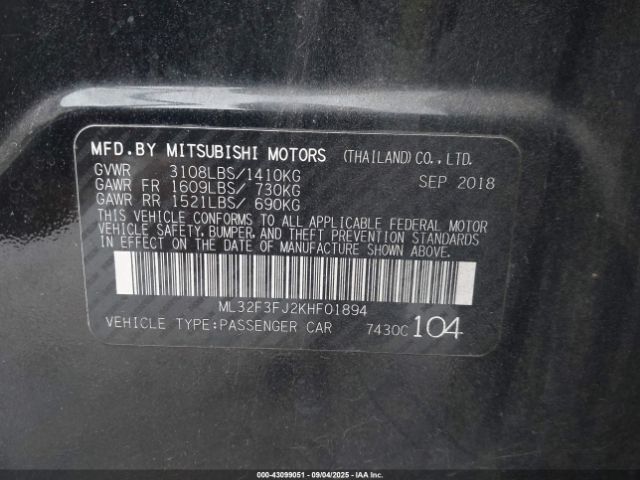 MFD.BY MITSUBISHI MOTORS (THAILAND)CO.,LTD.
GVWR 3108LBS/1410KG SEP 2018
GAWR FR 1609LBS/ 730KG
GAWR RR 1521LBS/ 690KG
THIS VEHICLE CONFORMS TO ALL APPLICABLE FEDERAL MOTOR
VEHICLE SAFETY, BUMPER, AND THEFT PREVENTION STANDARDS
IN EFFECT ON THE DATE OF MANUFACTURE SHOWN ABOVE.
ML32F3FJ2KHF01894
VEHICLE TYPE:PASSENGER CAR 7430C 104
000-43099051 - 09/04/2025 - IAA Inc.